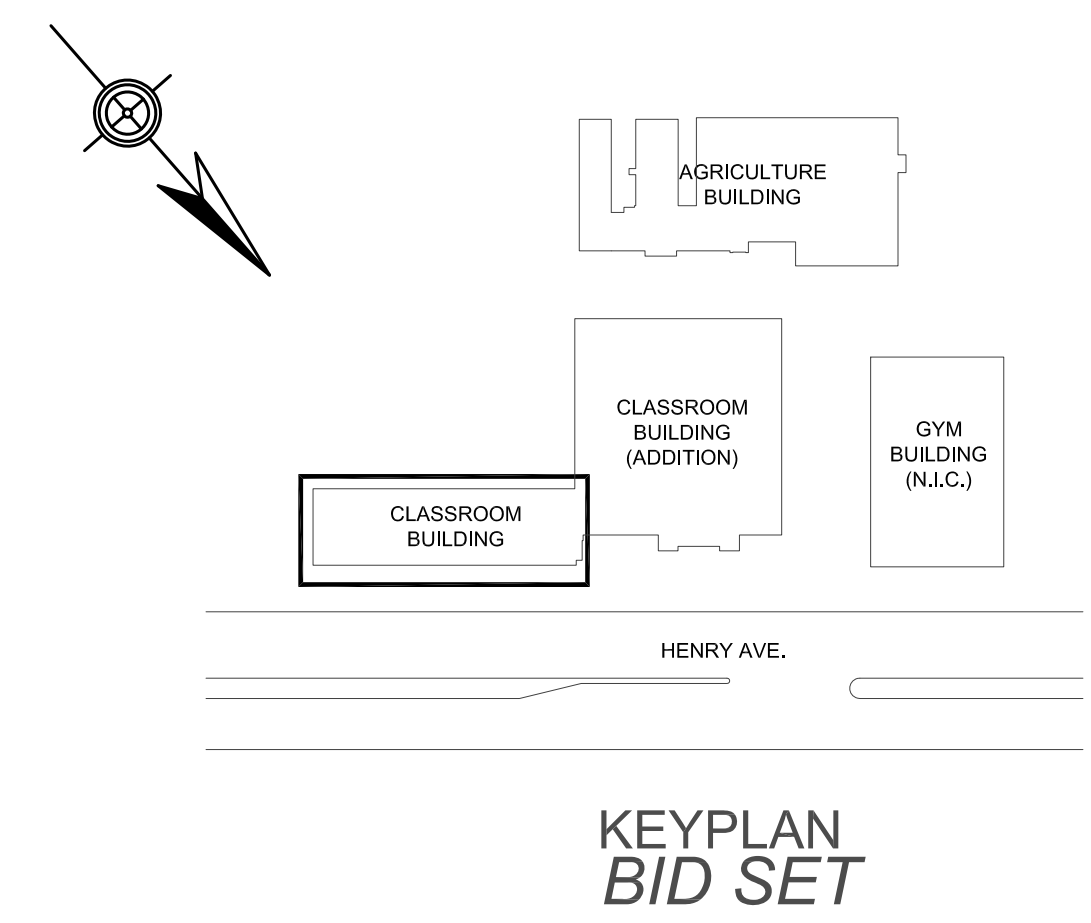 AGRICULTURE
BUILDING
CLASSROOM
BUILDING
(ADDITION)
GYM
BUILDING
(N.I.C.)
CLASSROOM
BUILDING
HENRY AVE.
KEYPLAN
BID SET